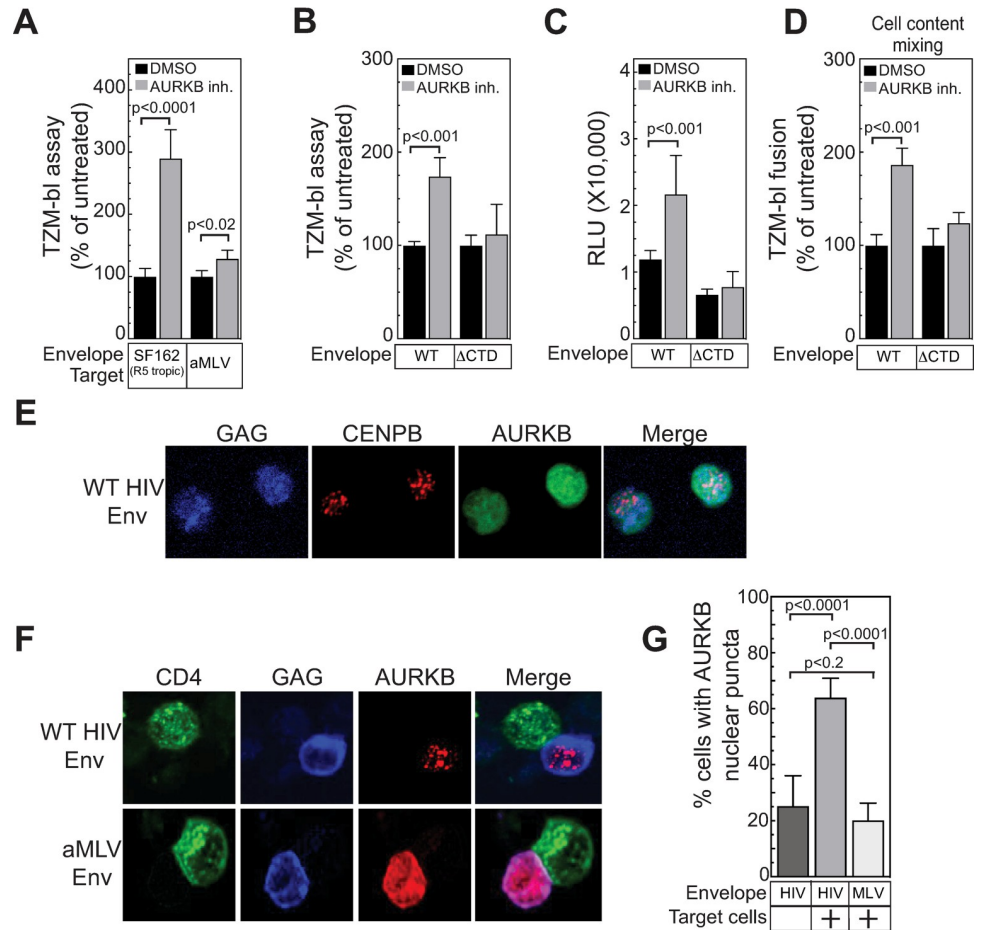 A
DMSO
AURKB inh.
p<0.0001
p<0.02
TZM-bl assay
(% of untreated)
400
300
200
100
0
Envelope
Target
SF162
(R5 tropic)
aMLV
B
DMSO
AURKB inh.
p<0.001
TZM-bl assay
(% of untreated)
300
200
100
0
Envelope
WT
ΔCTD
C
DMSO
AURKB inh.
p<0.001
RLU (X10,000)
4
3
2
1
0
Envelope
WT
ΔCTD
D
Cell content
mixing
DMSO
AURKB inh.
p<0.001
TZM-bl fusion
(% of untreated)
300
200
100
0
Envelope
WT
ΔCTD
E
GAG
CENPB
AURKB
Merge
WT HIV
Env
F
CD4
GAG
AURKB
Merge
WT HIV
Env
aMLV
Env
G
% cells with AURKB
nuclear puncta
100
80
60
40
20
0
p<0.0001
p<0.0001
p<0.2
Envelope
HIV
HIV
MLV
Target cells
+
+